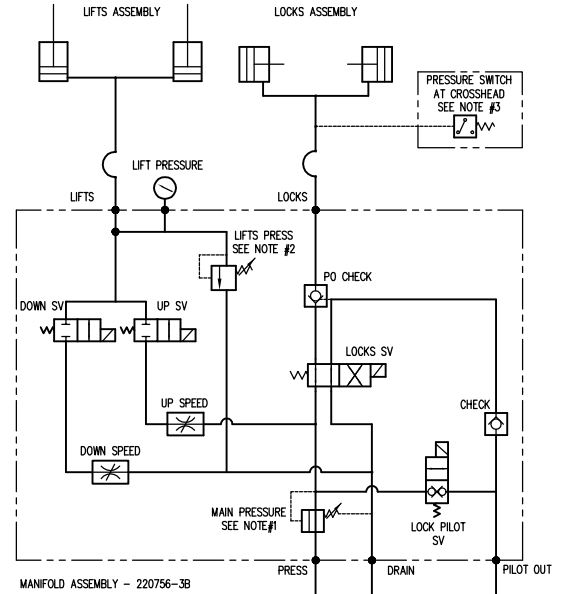 LIFTS ASSEMBLY
LOCKS ASSEMBLY
PRESSURE SWITCH
AT CROSSHEAD
SEE NOTE #3
LIFT PRESSURE
LIFTS
LOCKS
LIFTS PRESS
SEE NOTE #2
PO CHECK
DOWN SV
UP SV
LOCKS SV
UP SPEED
CHECK
DOWN SPEED
MAIN PRESSURE
SEE NOTE#1
LOCK PILOT
SV
PRESS
DRAIN
PILOT OUT
MANIFOLD ASSEMBLY - 220756-3B